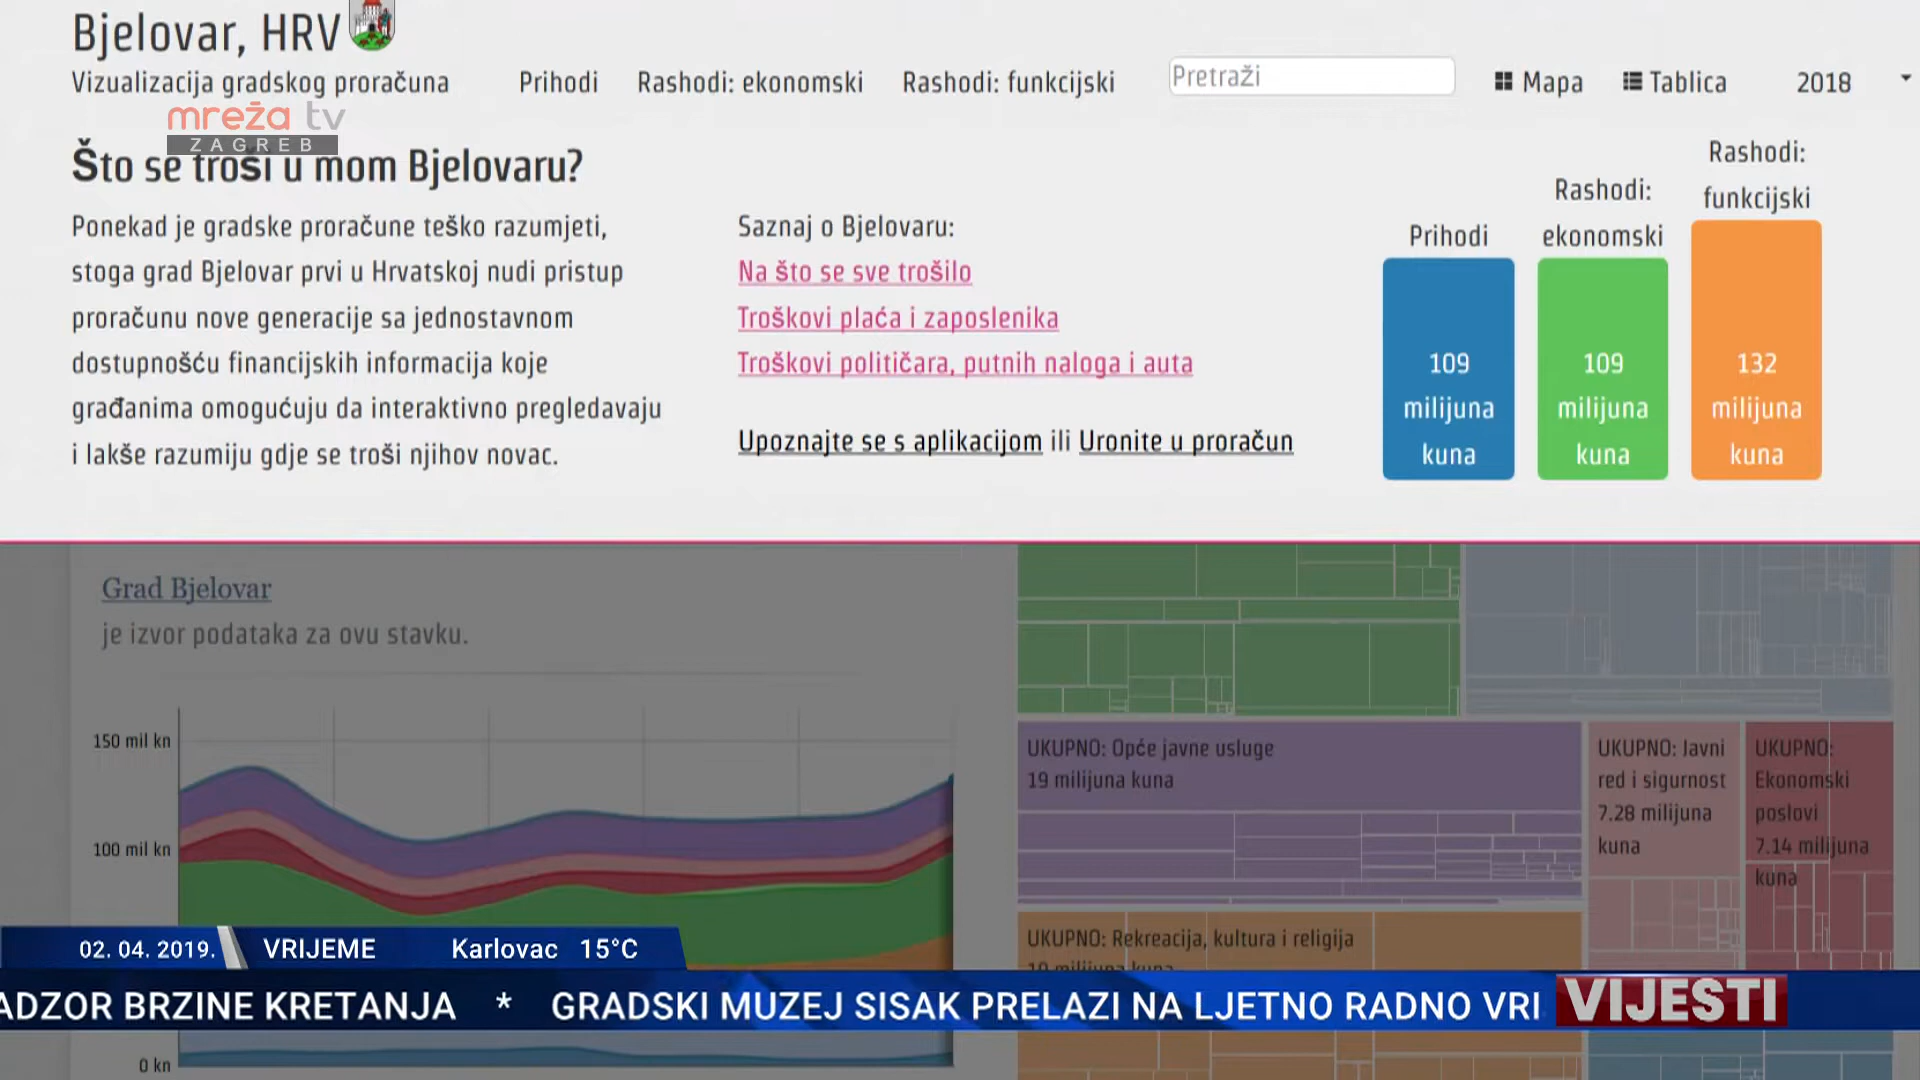 Bjelovar, HRV
Vizualizacija gradskog proračuna
Prihodi
Rashodi: ekonomski
Rashodi: funkcijski
Pretraži
Mapa
Tablica
2018
mreža tv
ZAGREB
Što se troši u mom Bjelovaru?
Ponekad je gradske proračune teško razumjeti,
stoga grad Bjelovar prvi u Hrvatskoj nudi pristup
proračunu nove generacije sa jednostavnom
dostupnošću financijskih informacija koje
građanima omogućuju da interaktivno pregledavaju
i lakše razumiju gdje se troši njihov novac.
Saznaj o Bjelovaru:
Na što se sve trošilo
Troškovi plaća i zaposlenika
Troškovi političara, putnih naloga i auta
Upoznajte se s aplikacijom ili Uronite u proračun
Prihodi
109
milijuna
kuna
Rashodi:
ekonomski
109
milijuna
kuna
Rashodi:
funkcijski
132
milijuna
kuna
Grad Bjelovar
je izvor podataka za ovu stavku.
150 mil kn
100 mil kn
0 kn
UKUPNO: Opće javne usluge
19 milijuna kuna
UKUPNO: Javni
red i sigurnost
7.28 milijuna
kuna
UKUPNO:
Ekonomski
poslovi
7.14 milijuna
kuna
UKUPNO: Rekreacija, kultura i religija
19 milijuna kuna
02. 04. 2019.
VRIJEME
Karlovac 15°C
ADZOR BRZINE KRETANJA * GRADSKI MUZEJ SISAK PRELAZI NA LJETNO RADNO VRI
VIJESTI